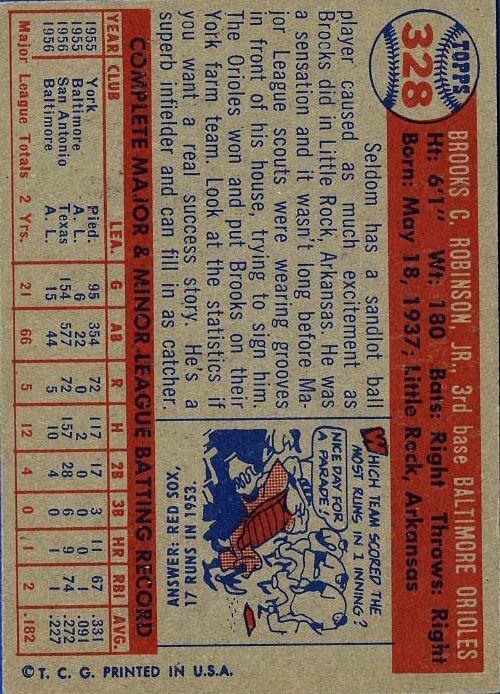 TOPPS
328
BROOKS C. ROBINSON, JR., 3rd base BALTIMORE ORIOLES
Ht: 6'1" Wt: 180 Bats: Right Throws: Right
Born: May 18, 1937; Little Rock, Arkansas
Seldom has a sandlot ball
player caused as much excitement as
Brooks did in Little Rock, Arkansas. He was
a sensation and it wasn't long before Ma-
jor League scouts were wearing grooves
in front of his house, trying to sign him.
The Orioles won and put Brooks on their
York farm team. Look at the statistics if
you want a real success story. He's a
superb infielder and can fill in as catcher.
WHICH TEAM SCORED THE
MOST RUNS IN 1 INNING?
NICE DAY FOR
A PARADE!
ANSWER: RED SOX,
17 RUNS IN 1953.
COMPLETE MAJOR & MINOR LEAGUE BATTING RECORD
YEAR CLUB LEA. G AB R H 2B 3B HR RBI AVG.
1955 York, Pied. 95 354 72 117 17 3 11 67 .331
1955 Baltimore A. L. 6 22 0 2 0 0 0 1 .091
1956 San Antonio Texas 154 577 72 157 28 6 9 74 .272
1956 Baltimore A. L. 15 44 5 10 4 0 1 1 .227
Major League Totals 2 Yrs. 21 66 5 12 4 0 1 2 .182
© T. C. G. PRINTED IN U.S.A.